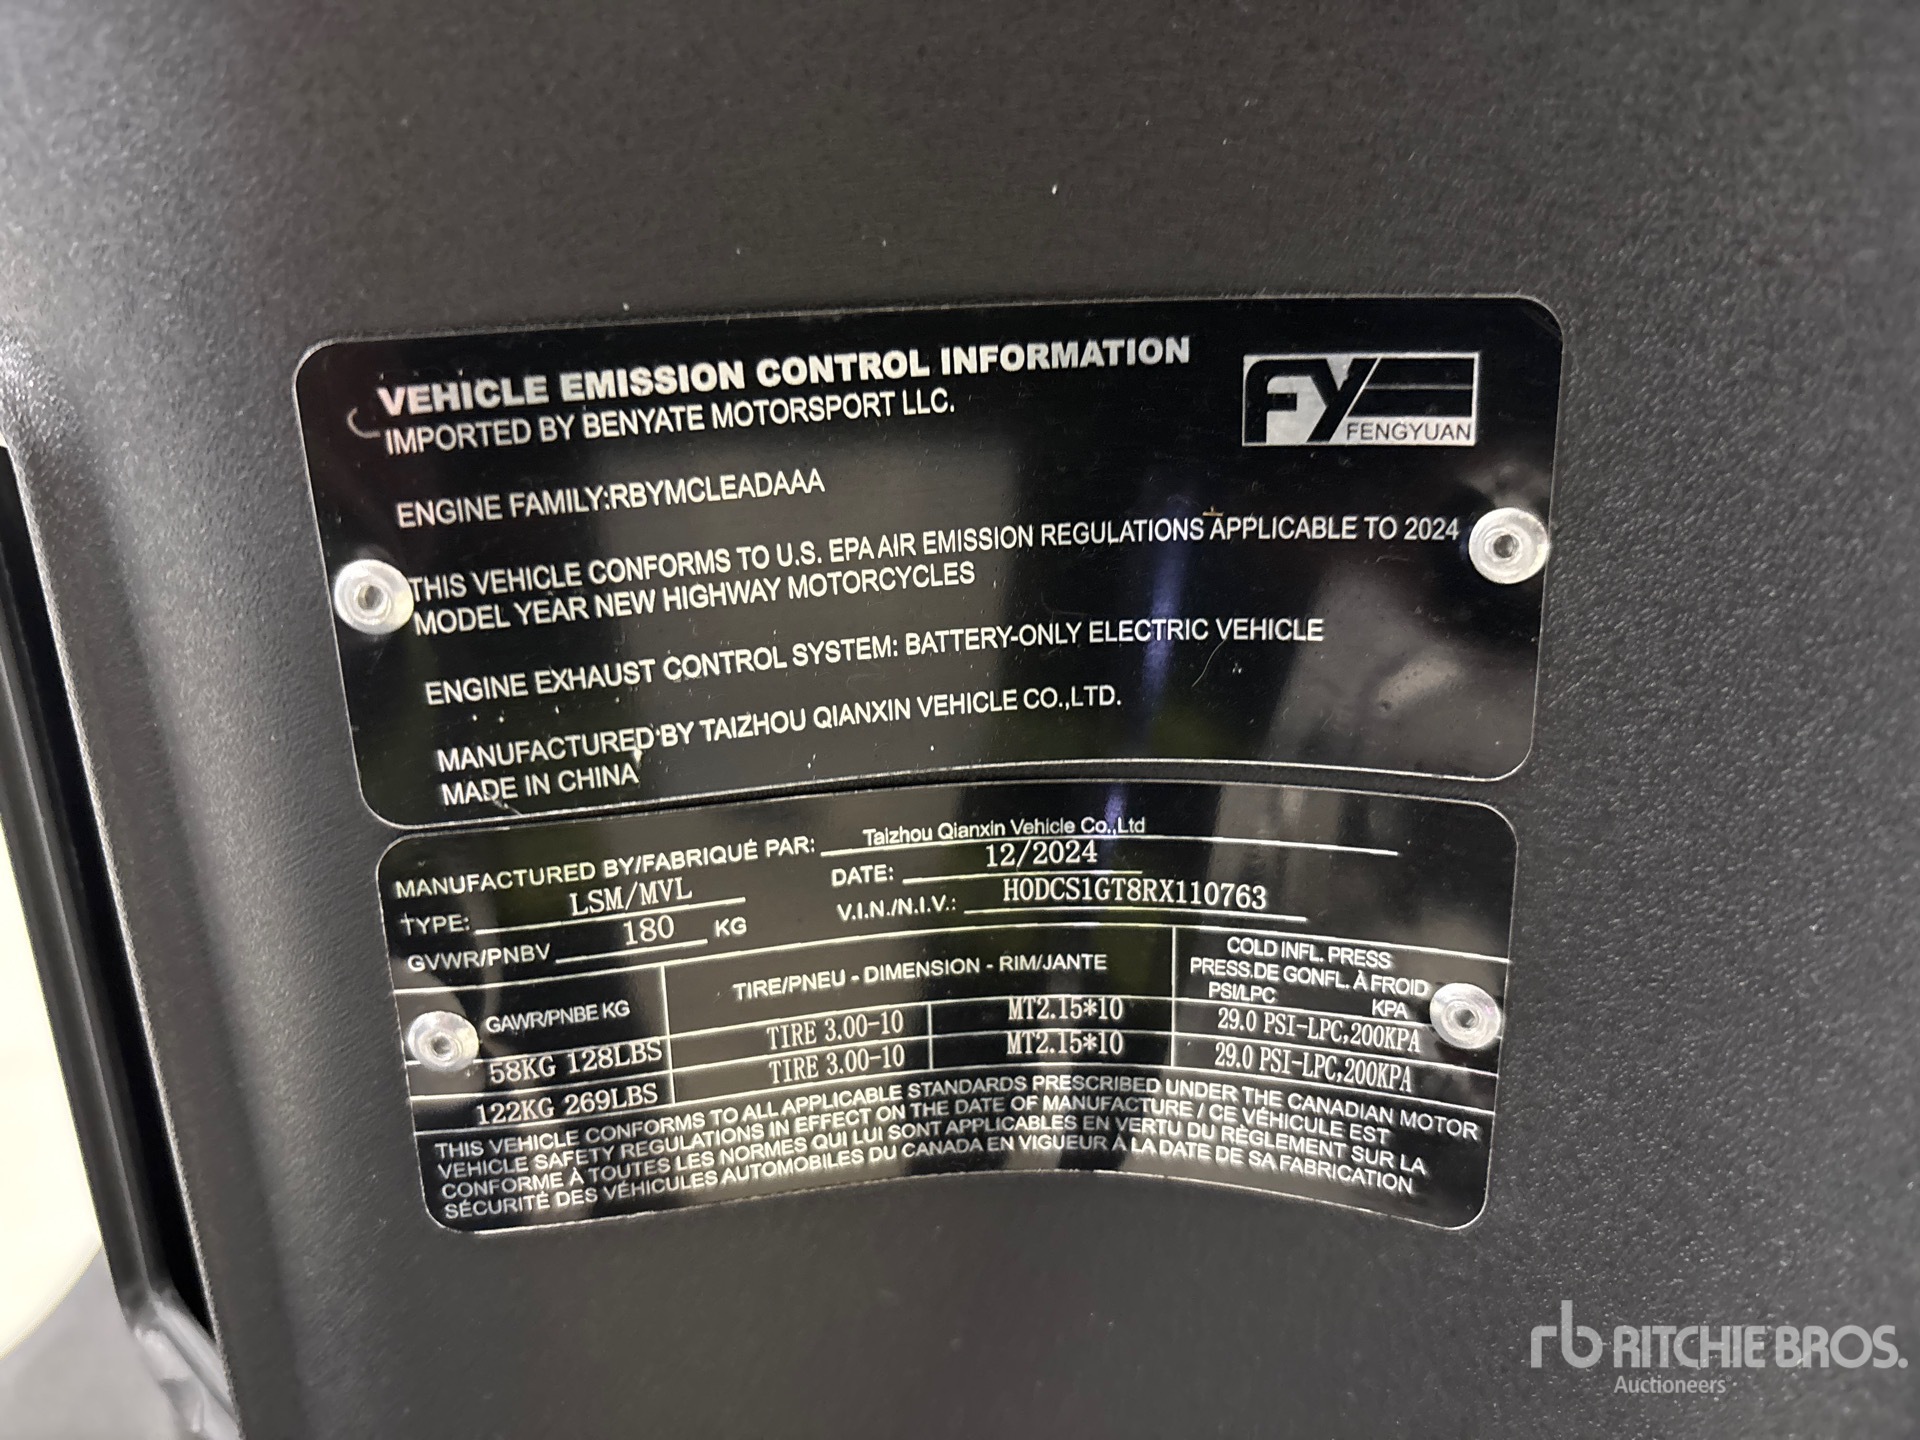 VEHICLE EMISSION CONTROL INFORMATION
IMPORTED BY BENYATE MOTORSPORT LLC.
FY
FENGYUAN
ENGINE FAMILY:RBYMCLEADAAA
THIS VEHICLE CONFORMS TO U.S. EPA AIR EMISSION REGULATIONS APPLICABLE TO 2024
MODEL YEAR NEW HIGHWAY MOTORCYCLES
ENGINE EXHAUST CONTROL SYSTEM: BATTERY-ONLY ELECTRIC VEHICLE
MANUFACTURED BY TAIZHOU QIANXIN VEHICLE CO.,LTD.
MADE IN CHINA
MANUFACTURED BY/FABRIQUÉ PAR: Taizhou Qianxin Vehicle Co.,Ltd
TYPE: LSM/MVL DATE: 12/2024
GVWR/PNBV 180 KG V.I.N./N.I.V.: H0DCS1GT8RX110763
GAWR/PNBE KG TIRE/PNEU - DIMENSION - RIM/JANTE COLD INFL. PRESS
PRESS.DE GONFL. À FROID
PSI/LPC KPA
58KG 128LBS TIRE 3.00-10 MT2.15*10 29.0 PSI-LPC,200KPA
122KG 269LBS TIRE 3.00-10 MT2.15*10 29.0 PSI-LPC,200KPA
THIS VEHICLE CONFORMS TO ALL APPLICABLE STANDARDS PRESCRIBED UNDER THE CANADIAN MOTOR
VEHICLE SAFETY REGULATIONS IN EFFECT ON THE DATE OF MANUFACTURE / CE VÉHICULE EST
CONFORME À TOUTES LES NORMES QUI LUI SONT APPLICABLES EN VERTU DU RÈGLEMENT SUR LA
SÉCURITÉ DES VÉHICULES AUTOMOBILES DU CANADA EN VIGUEUR À LA DATE DE SA FABRICATION
rb RITCHIE BROS.
Auctioneers